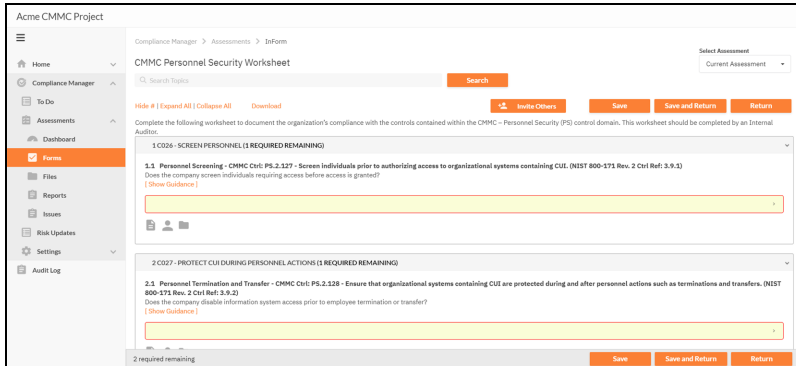 Acme CMMC Project
Home
Compliance Manager
To Do
Assessments
Dashboard
Forms
Files
Reports
Issues
Risk Updates
Settings
Audit Log
Compliance Manager > Assessments > InForm
Select Assessment
Current Assessment
CMMC Personnel Security Worksheet
Search Topics
Search
Hide # | Expand All | Collapse All Download
Invite Others
Save
Save and Return
Return
Complete the following worksheet to document the organization's compliance with the controls contained within the CMMC – Personnel Security (PS) control domain. This worksheet should be completed by an Internal
Auditor.
1 C026 - SCREEN PERSONNEL (1 REQUIRED REMAINING)
1.1 Personnel Screening - CMMC Ctrl: PS.2.127 - Screen individuals prior to authorizing access to organizational systems containing CUI. (NIST 800-171 Rev. 2 Ctrl Ref: 3.9.1)
Does the company screen individuals requiring access before access is granted?
[ Show Guidance ]
2 C027 - PROTECT CUI DURING PERSONNEL ACTIONS (1 REQUIRED REMAINING)
2.1 Personnel Termination and Transfer - CMMC Ctrl: PS.2.128 - Ensure that organizational systems containing CUI are protected during and after personnel actions such as terminations and transfers. (NIST
800-171 Rev. 2 Ctrl Ref: 3.9.2)
Does the company disable information system access prior to employee termination or transfer?
[ Show Guidance ]
2 required remaining
Save
Save and Return
Return